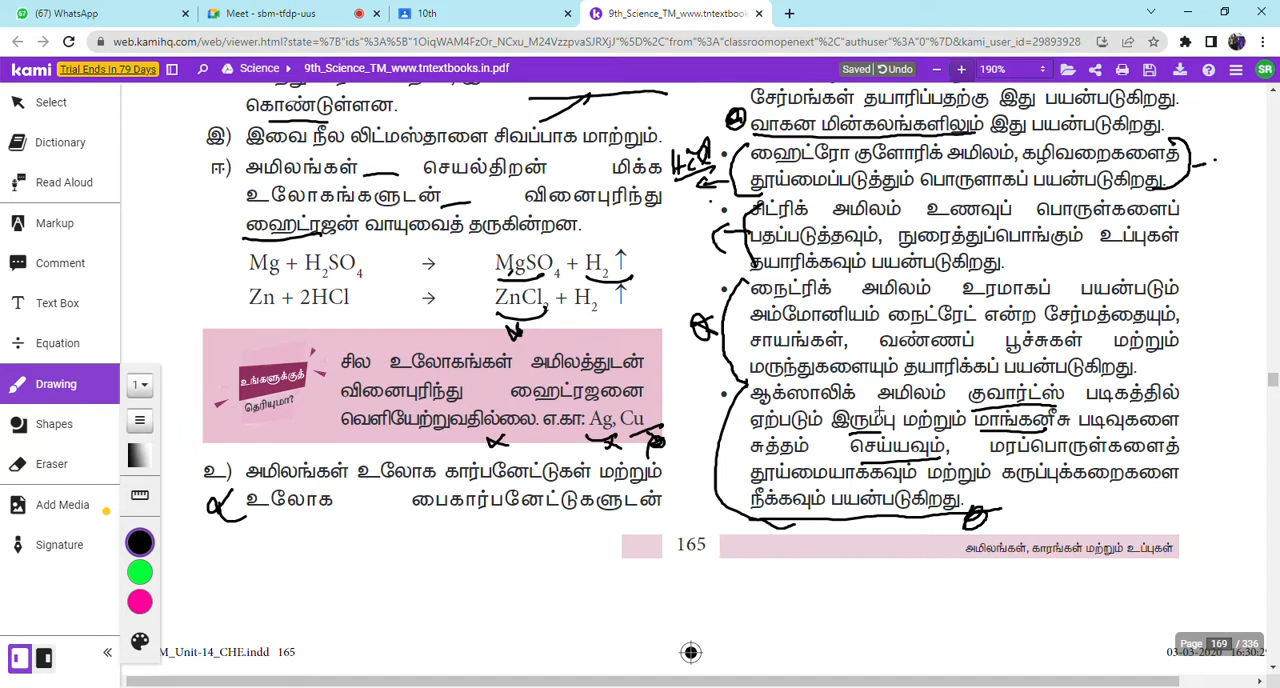 (67) WhatsApp
Meet - sbm-tfdp-uus
10th
9th_Science_TM_www.tntextbooks.in
web.kamihq.com/web/viewer.html?state=%7B"ids"%3A%5B"1OiqWAM4FzOr_NCxu_M24VzzpvaSJRXjJ"%5D%2C"from"%3A"classroomopennext"%2C"authuser"%3A"0"%7D&kami_user_id=29893928
kami
Trial Ends In 79 Days
Science
9th_Science_TM_www.tntextbooks.in.pdf
Saved
Undo
190%
SR
Select
Dictionary
Read Aloud
Markup
Comment
Text Box
Equation
Drawing
Shapes
Eraser
Add Media
Signature
1
கொண்டுள்ளன.
இ) இவை நீல லிட்மஸ்தாளை சிவப்பாக மாற்றும்.
ஈ) அமிலங்கள் செயல்திறன் மிக்க
உலோகங்களுடன் வினைபுரிந்து
ஹைட்ரஜன் வாயுவைத் தருகின்றன.
Mg + H₂SO₄ → MgSO₄ + H₂ ↑
Zn + 2HCl → ZnCl₂ + H₂ ↑
உங்களுக்குத்
தெரியுமா?
சில உலோகங்கள் அமிலத்துடன்
வினைபுரிந்து ஹைட்ரஜனை
வெளியேற்றுவதில்லை. எ.கா: Ag, Cu
உ) அமிலங்கள் உலோக கார்பனேட்டுகள் மற்றும்
உலோக பைகார்பனேட்டுகளுடன்
சேர்மங்கள் தயாரிப்பதற்கு இது பயன்படுகிறது.
வாகன மின்கலங்களிலும் இது பயன்படுகிறது.
• ஹைட்ரோ குளோரிக் அமிலம், கழிவறைகளைத்
தூய்மைப்படுத்தும் பொருளாகப் பயன்படுகிறது.
• சிட்ரிக் அமிலம் உணவுப் பொருள்களைப்
பதப்படுத்தவும், நுரைத்துப்பொங்கும் உப்புகள்
தயாரிக்கவும் பயன்படுகிறது.
• நைட்ரிக் அமிலம் உரமாகப் பயன்படும்
அம்மோனியம் நைட்ரேட் என்ற சேர்மத்தையும்,
சாயங்கள், வண்ணப் பூச்சுகள் மற்றும்
மருந்துகளையும் தயாரிக்கப் பயன்படுகிறது.
• ஆக்ஸாலிக் அமிலம் குவார்ட்ஸ் படிகத்தில்
ஏற்படும் இரும்பு மற்றும் மாங்கனீசு படிவுகளை
சுத்தம் செய்யவும், மரப்பொருள்களைத்
தூய்மையாக்கவும் மற்றும் கருப்புக்கறைகளை
நீக்கவும் பயன்படுகிறது.
165
அமிலங்கள், காரங்கள் மற்றும் உப்புகள்
M_Unit-14_CHE.indd 165
Page 169 / 336